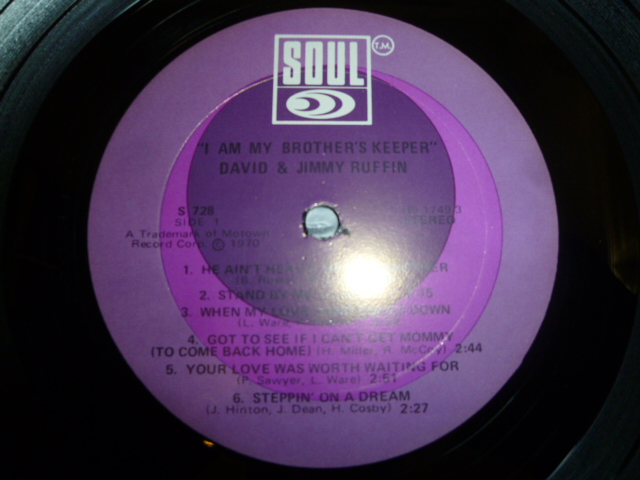 SOUL T.M.
"I AM MY BROTHER'S KEEPER"
DAVID & JIMMY RUFFIN
S 728
SIDE 1 STEREO
A Trademark of Motown
Record Corp. © 1970
1. HE AIN'T
2. STAND BY
3. WHEN MY LOVE DOWN
(L. Ware,
4. GOT TO SEE IF I CAN'T GET MOMMY
(TO COME BACK HOME) (H. Miller, R. McCoy) 2:44
5. YOUR LOVE WAS WORTH WAITING FOR
(P. Sawyer, L. Ware) 2:51
6. STEPPIN' ON A DREAM
(J. Hinton, J. Dean, H. Cosby) 2:27